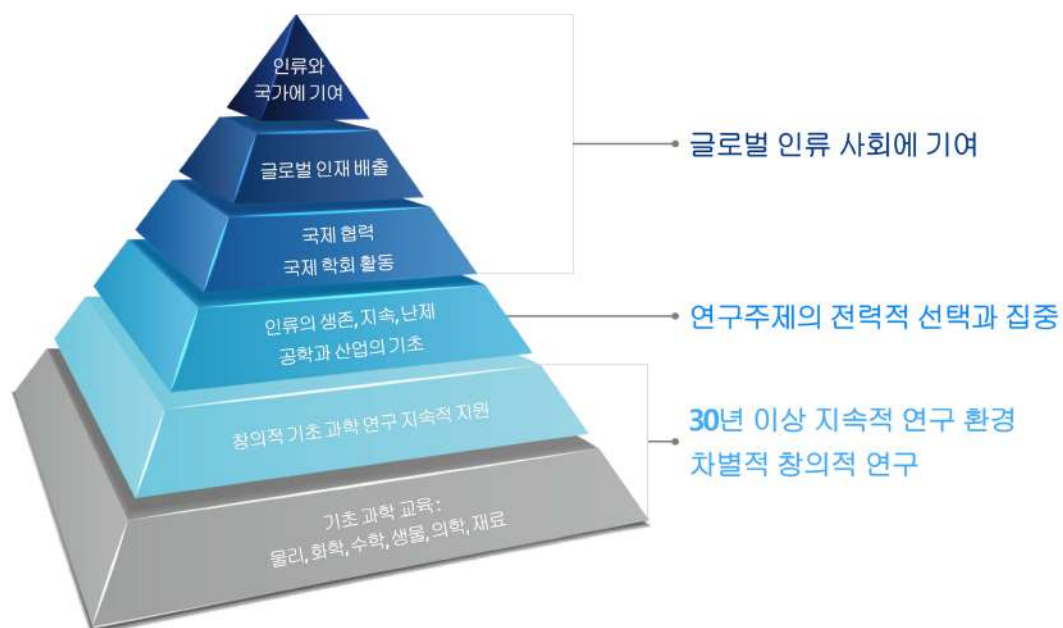 인류와
국가에 기여
글로벌 인재 배출
국제 협력
국제 학회 활동
인류의 생존, 지속, 난제
공학과 산업의 기초
창의적 기초 과학 연구 지속적 지원
기초 과학 교육 :
물리, 화학, 수학, 생물, 의학, 재료
글로벌 인류 사회에 기여
연구주제의 전력적 선택과 집중
30년 이상 지속적 연구 환경
차별적 창의적 연구